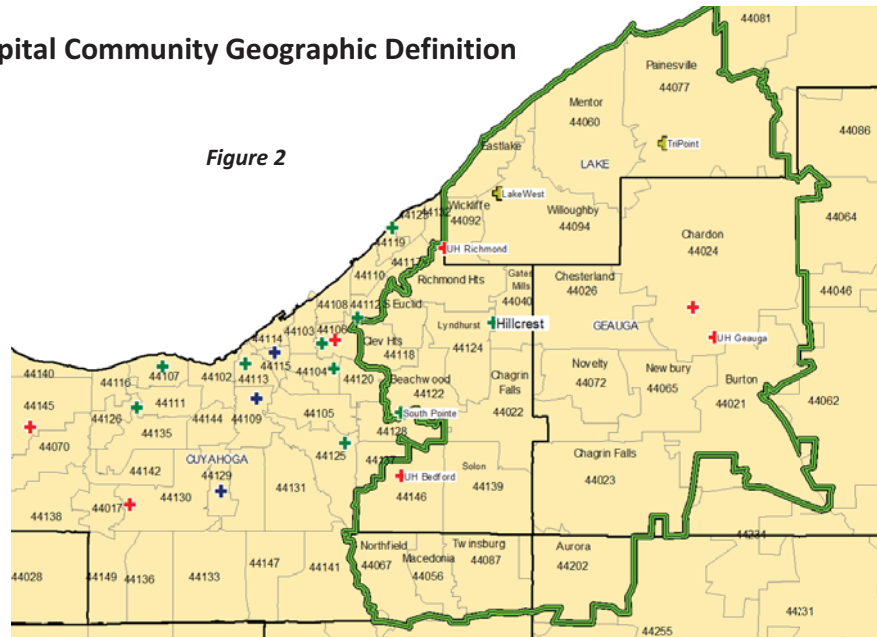 pital Community Geographic Definition
Figure 2
44081
Painesville
44077
Mentor
44060
44086
Eastlake
TriPoint
LAKE
LakeWest
Wickliffe
44092
Willoughby
44094
44064
44123
44132
44119
44117
UH Richmond
Chardon
44024
44110
Richmond Hts
Gates
Mills
44040
Chesterland
44026
44046
44108
44112
S Euclid
44114
44103
44106
Lyndhurst
Hillcrest
GEAUGA
UH Geauga
Clev Hts
44118
44124
44140
44116
44107
44102
44113
44115
44104
44120
Beachwood
44122
Chagrin
Falls
44022
Novelty
44072
Newbury
44065
Burton
44021
44062
44145
44126
44111
44144
44109
44105
South Pointe
44128
44070
44135
44125
44137
44142
CUYAHOGA
44129
44130
44131
UH Bedford
44146
Solon
44139
Chagrin Falls
44023
44138
44017
44234
44028
44149
44136
44133
44147
44141
Northfield
44067
Macedonia
44056
Twinsburg
44087
Aurora
44202
44231
44255